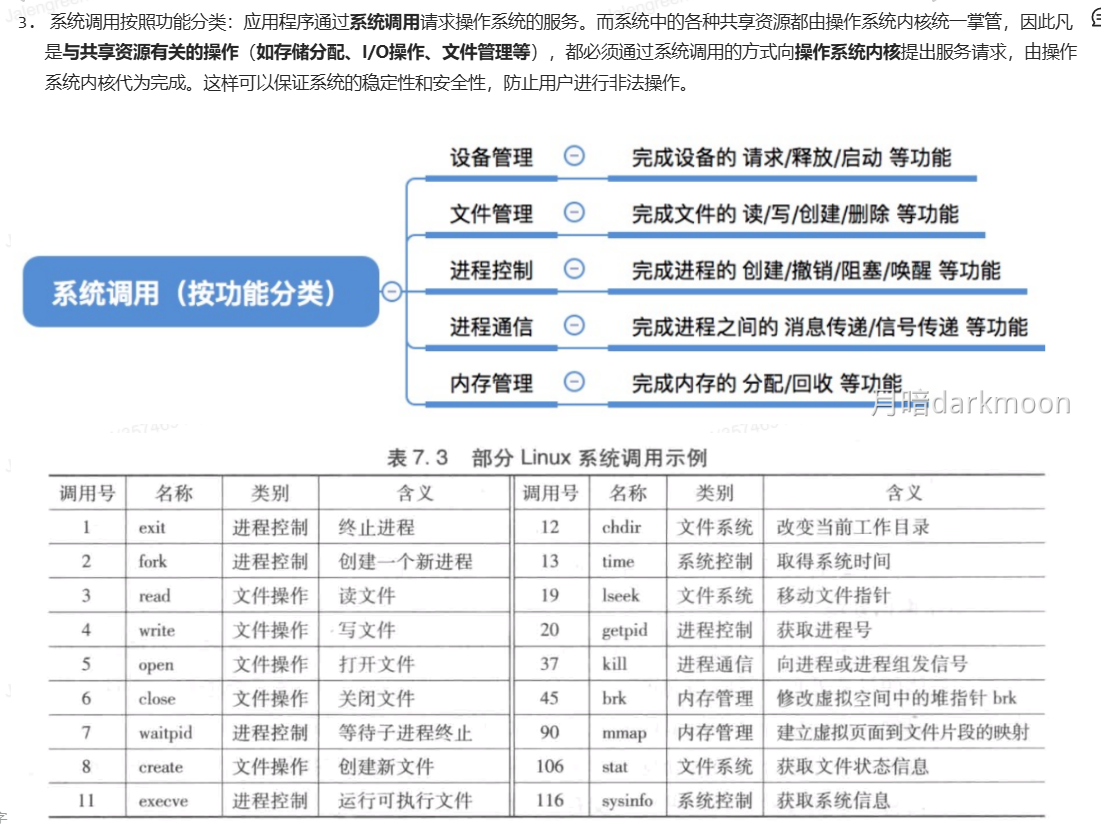 3. 系统调用按照功能分类：应用程序通过系统调用请求操作系统的服务。而系统中的各种共享资源都由操作系统内核统一掌管，因此凡
是与共享资源有关的操作（如存储分配、I/O操作、文件管理等），都必须通过系统调用的方式向操作系统内核提出服务请求，由操作
系统内核代为完成。这样可以保证系统的稳定性和安全性，防止用户进行非法操作。
系统调用（按功能分类）
设备管理 完成设备的 请求/释放/启动 等功能
文件管理 完成文件的 读/写/创建/删除 等功能
进程控制 完成进程的 创建/撤销/阻塞/唤醒 等功能
进程通信 完成进程之间的 消息传递/信号传递 等功能
内存管理 完成内存的 分配/回收 等功能
月暗darkmoon
表 7.3 部分 Linux 系统调用示例
调用号 名称 类别 含义 调用号 名称 类别 含义
1 exit 进程控制 终止进程 12 chdir 文件系统 改变当前工作目录
2 fork 进程控制 创建一个新进程 13 time 系统控制 取得系统时间
3 read 文件操作 读文件 19 lseek 文件系统 移动文件指针
4 write 文件操作 写文件 20 getpid 进程控制 获取进程号
5 open 文件操作 打开文件 37 kill 进程通信 向进程或进程组发信号
6 close 文件操作 关闭文件 45 brk 内存管理 修改虚拟空间中的堆指针 brk
7 waitpid 进程控制 等待子进程终止 90 mmap 内存管理 建立虚拟页面到文件片段的映射
8 create 文件操作 创建新文件 106 stat 文件系统 获取文件状态信息
11 execve 进程控制 运行可执行文件 116 sysinfo 系统控制 获取系统信息